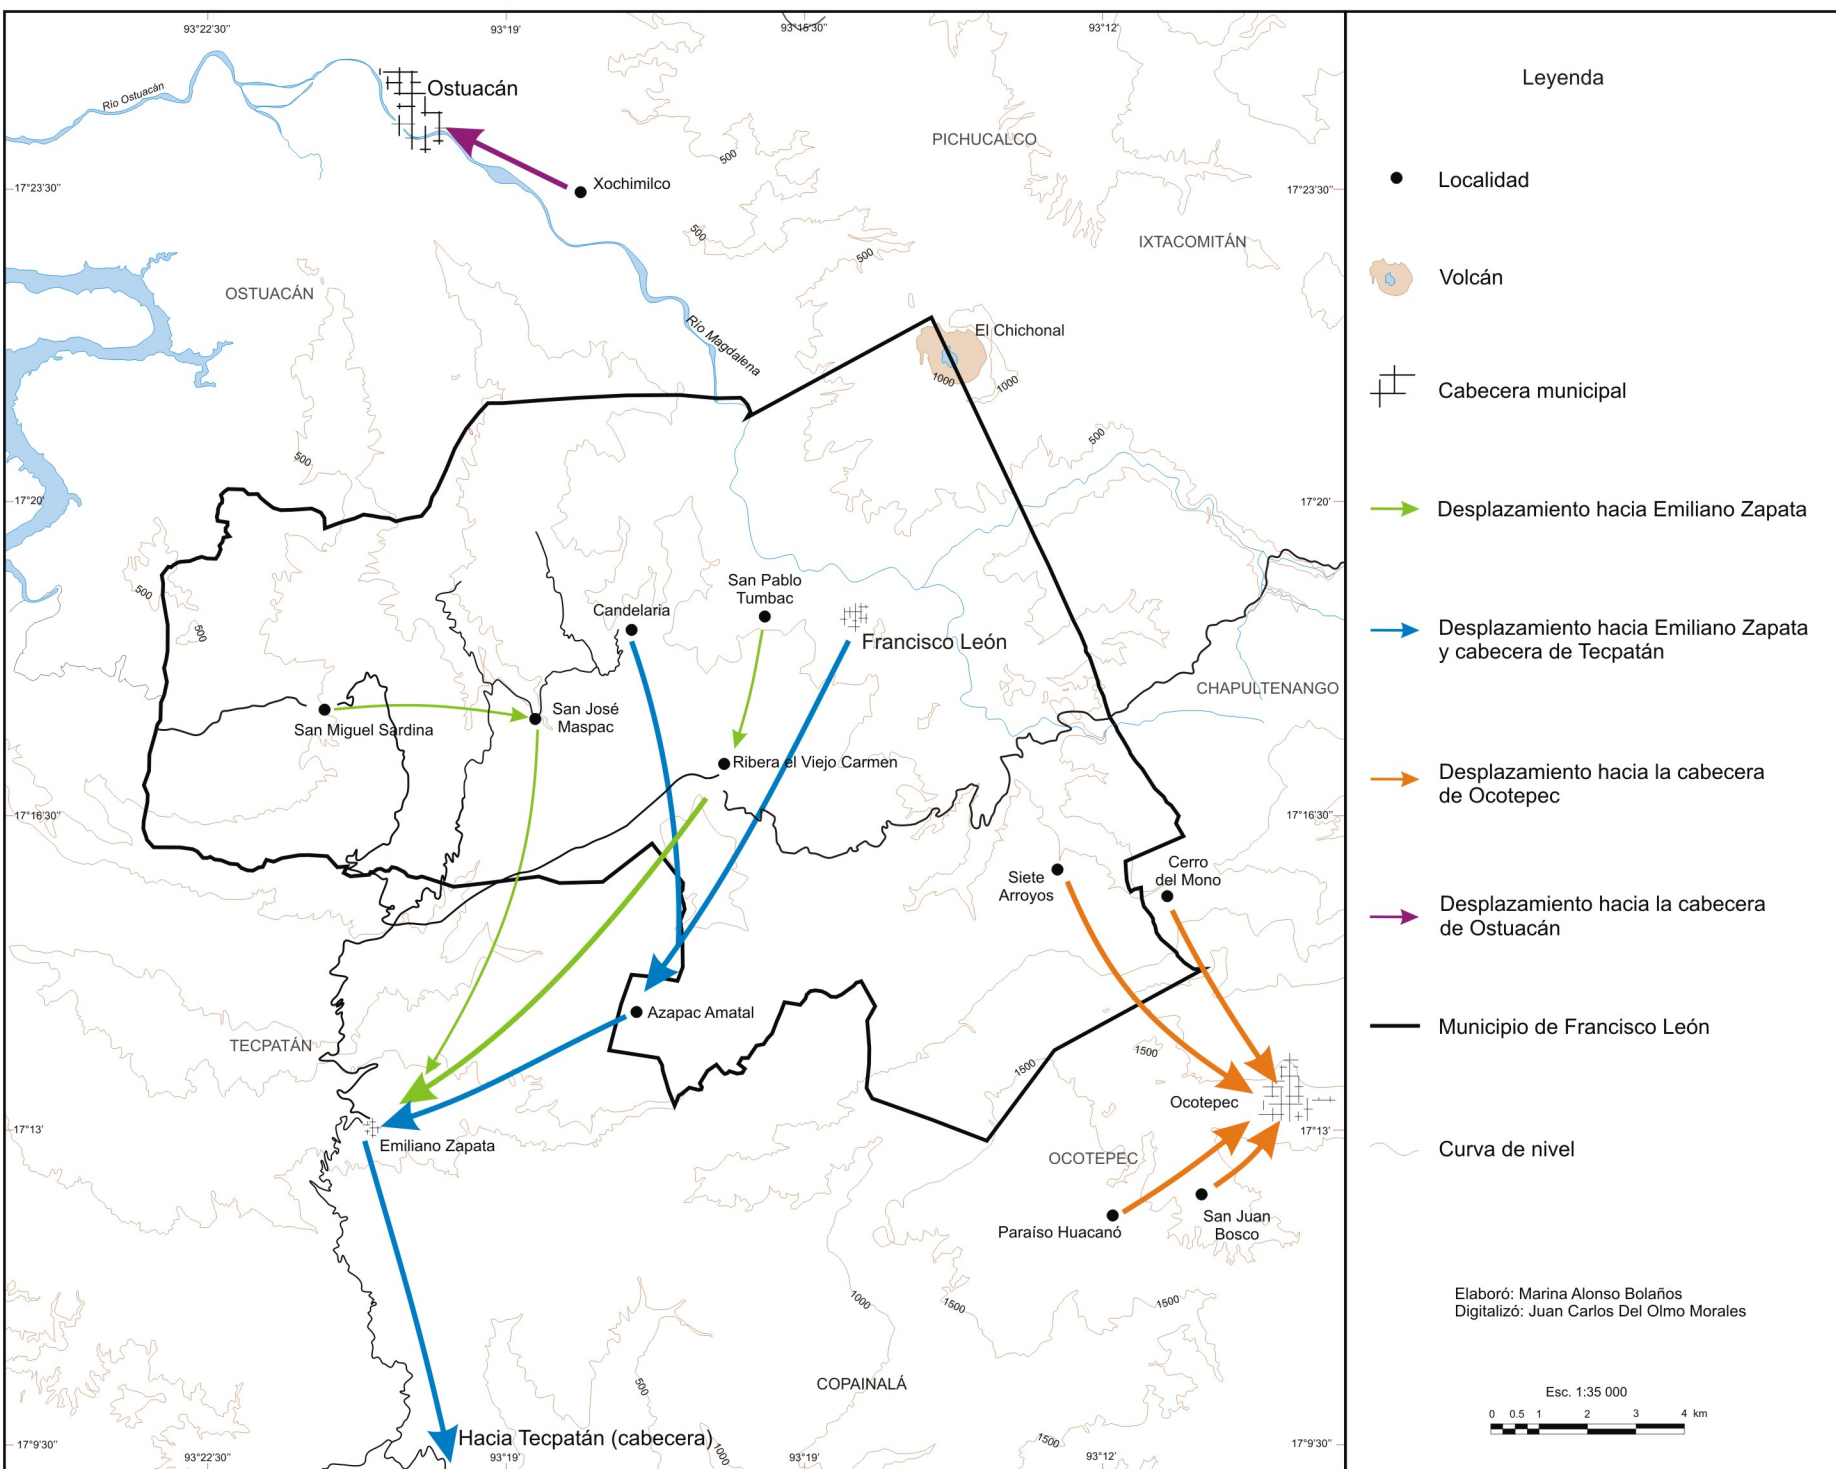 93°22'30"
93°19'
93°15'30"
93°12'
Río Ostuacán
Ostuacán
PICHUCALCO
500
Xochimilco
17°23'30"
17°23'30"
500
IXTACOMITÁN
500
OSTUACÁN
Río Magdalena
El Chichonal
1000
1000
500
500
17°20'
17°20'
500
500
San Pablo
Tumbac
Candelaria
Francisco León
CHAPULTENANGO
San José
Maspac
San Miguel Sardina
Ribera el Viejo Carmen
17°16'30"
17°16'30"
Siete
Arroyos
Cerro
del Mono
Azapac Amatal
TECPATÁN
1500
1500
Ocotepec
17°13'
17°13'
Emiliano Zapata
OCOTEPEC
Paraíso Huacanó
San Juan
Bosco
1000
1500
1500
COPAINALÁ
500
Hacia Tecpatán (cabecera)
1000
1500
17°9'30"
17°9'30"
93°22'30"
93°19'
93°19'
93°12'
Leyenda
Localidad
Volcán
Cabecera municipal
Desplazamiento hacia Emiliano Zapata
Desplazamiento hacia Emiliano Zapata
y cabecera de Tecpatán
Desplazamiento hacia la cabecera
de Ocotepec
Desplazamiento hacia la cabecera
de Ostuacán
Municipio de Francisco León
Curva de nivel
Elaboró: Marina Alonso Bolaños
Digitalizó: Juan Carlos Del Olmo Morales
Esc. 1:35 000
0 0.5 1 2 3 4 km